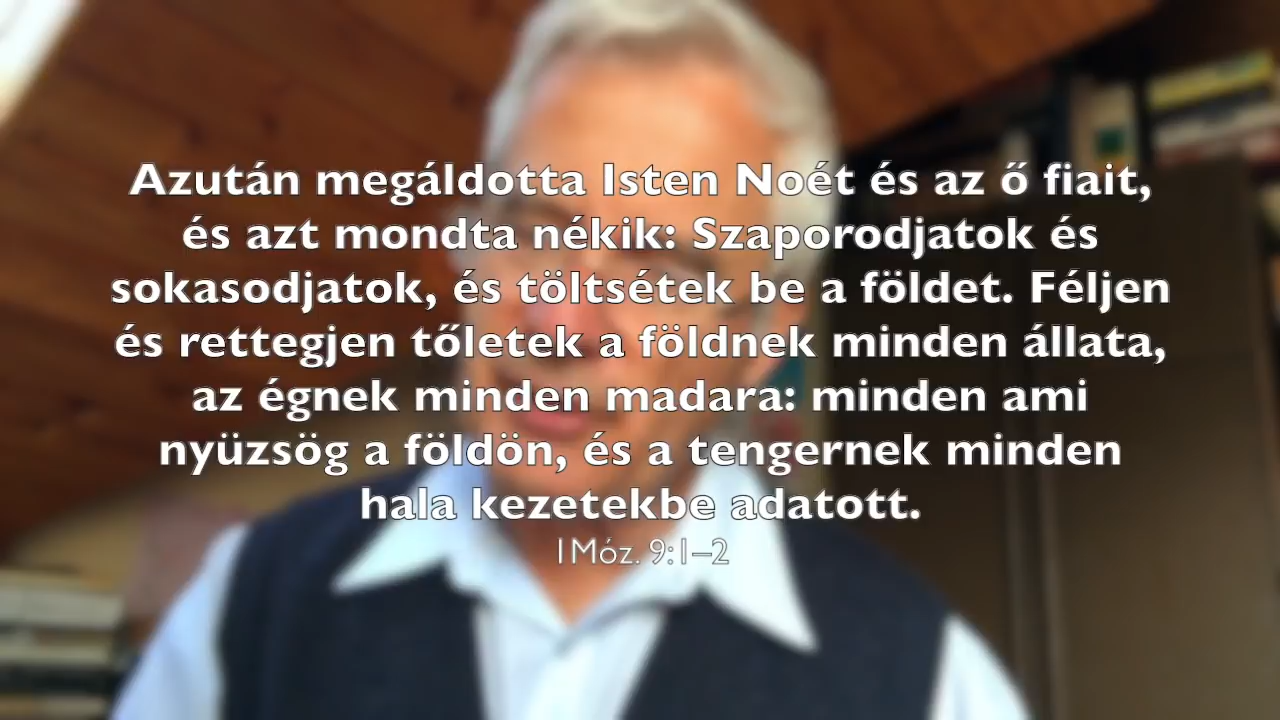 Azután megáldotta Isten Noét és az ő fiait,
és azt mondta nékik: Szaporodjatok és
sokasodjatok, és töltsétek be a földet. Féljen
és rettegjen tőletek a földnek minden állata,
az égnek minden madara: minden ami
nyüzsög a földön, és a tengernek minden
hala kezetekbe adatott.
1Móz. 9:1–2